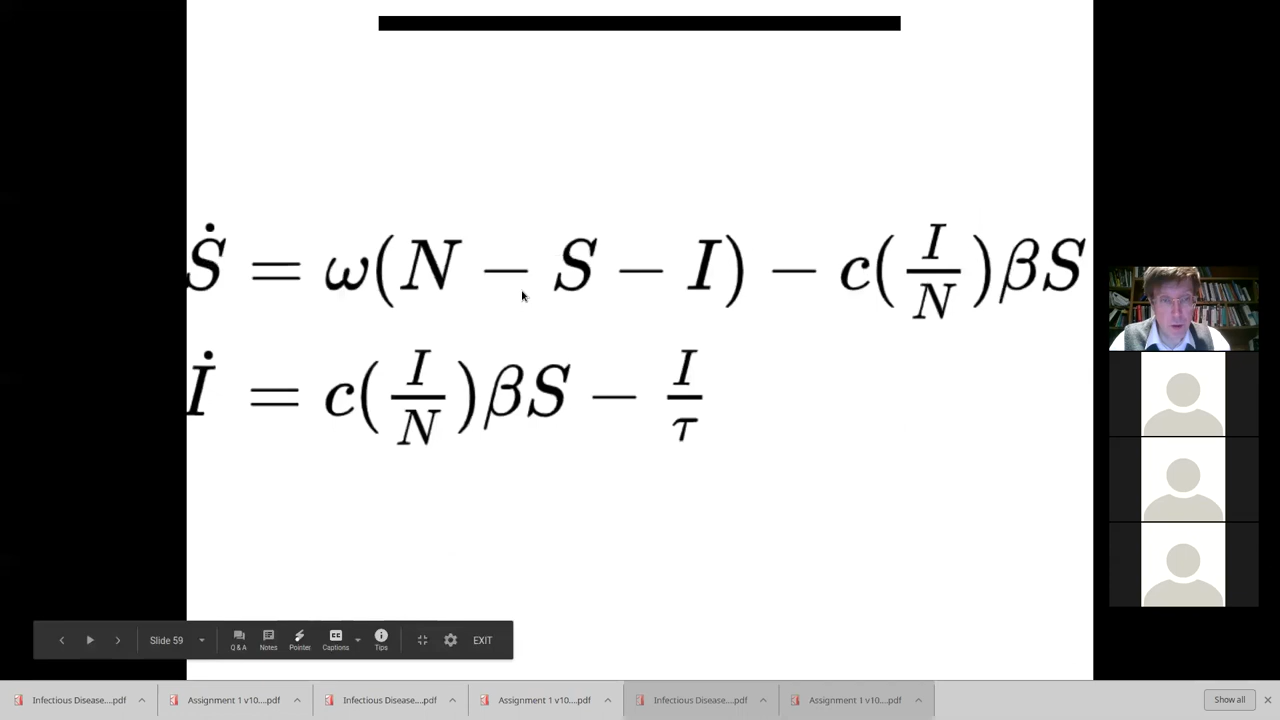 Ṡ = ω(N − S − I) − c(I/N)βS
İ = c(I/N)βS − I/τ
Slide 59
Q & A
Notes
Pointer
Captions
Tips
EXIT
Infectious Disease....pdf
Assignment 1 v10....pdf
Infectious Disease....pdf
Assignment 1 v10....pdf
Infectious Disease....pdf
Assignment 1 v10....pdf
Show all